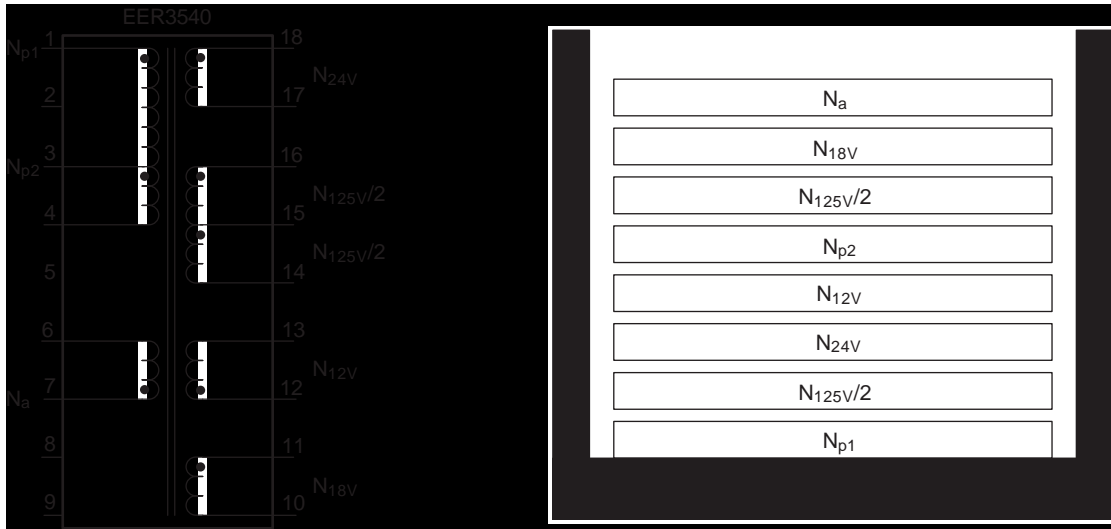 EER3540
Np1 1 18
N24V
2 17
Np2 3 16
N125V/2
4 15
N125V/2
5 14
6 13
N12V
Na 7 12
8 11
N18V
9 10
Na
N18V
N125V/2
Np2
N12V
N24V
N125V/2
Np1